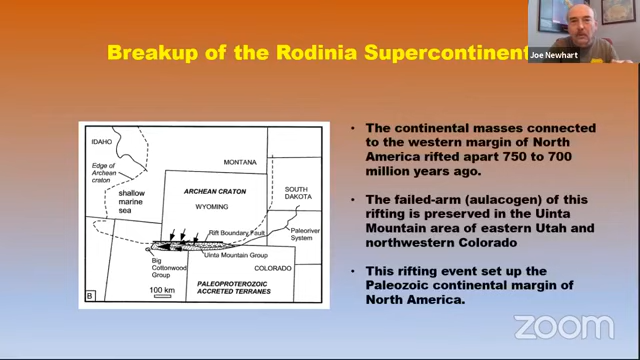 Joe Newhart
Breakup of the Rodinia Supercontinent
IDAHO
Edge of
Archean
craton
shallow
marine
sea
MONTANA
ARCHEAN CRATON
WYOMING
SOUTH
DAKOTA
Rift Boundary Fault
Paleoriver
System
Uinta Mountain Group
Big
Cottonwood
Group
COLORADO
PALEOPROTEROZOIC
ACCRETED TERRANES
B
100 km
• The continental masses connected
to the western margin of North
America rifted apart 750 to 700
million years ago.
• The failed-arm (aulacogen) of this
rifting is preserved in the Uinta
Mountain area of eastern Utah and
northwestern Colorado
• This rifting event set up the
Paleozoic continental margin of
North America.
zoom